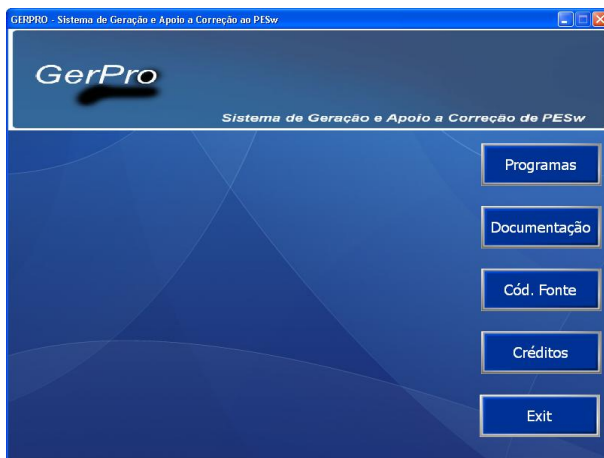 GERPRO - Sistema de Geração e Apoio a Correção ao PESw
GerPro
Sistema de Geração e Apoio a Correção de PESw
Programas
Documentação
Cód. Fonte
Créditos
Exit